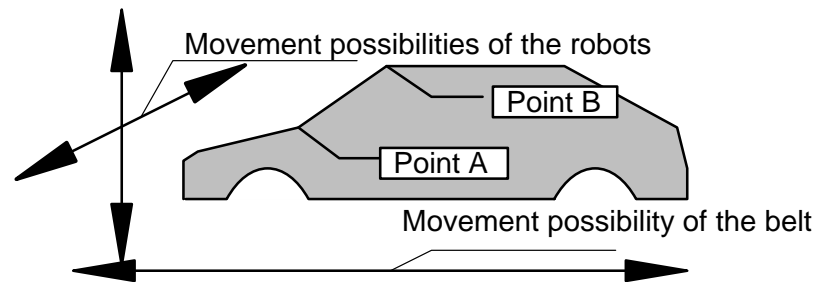 Movement possibilities of the robots
Point B
Point A
Movement possibility of the belt